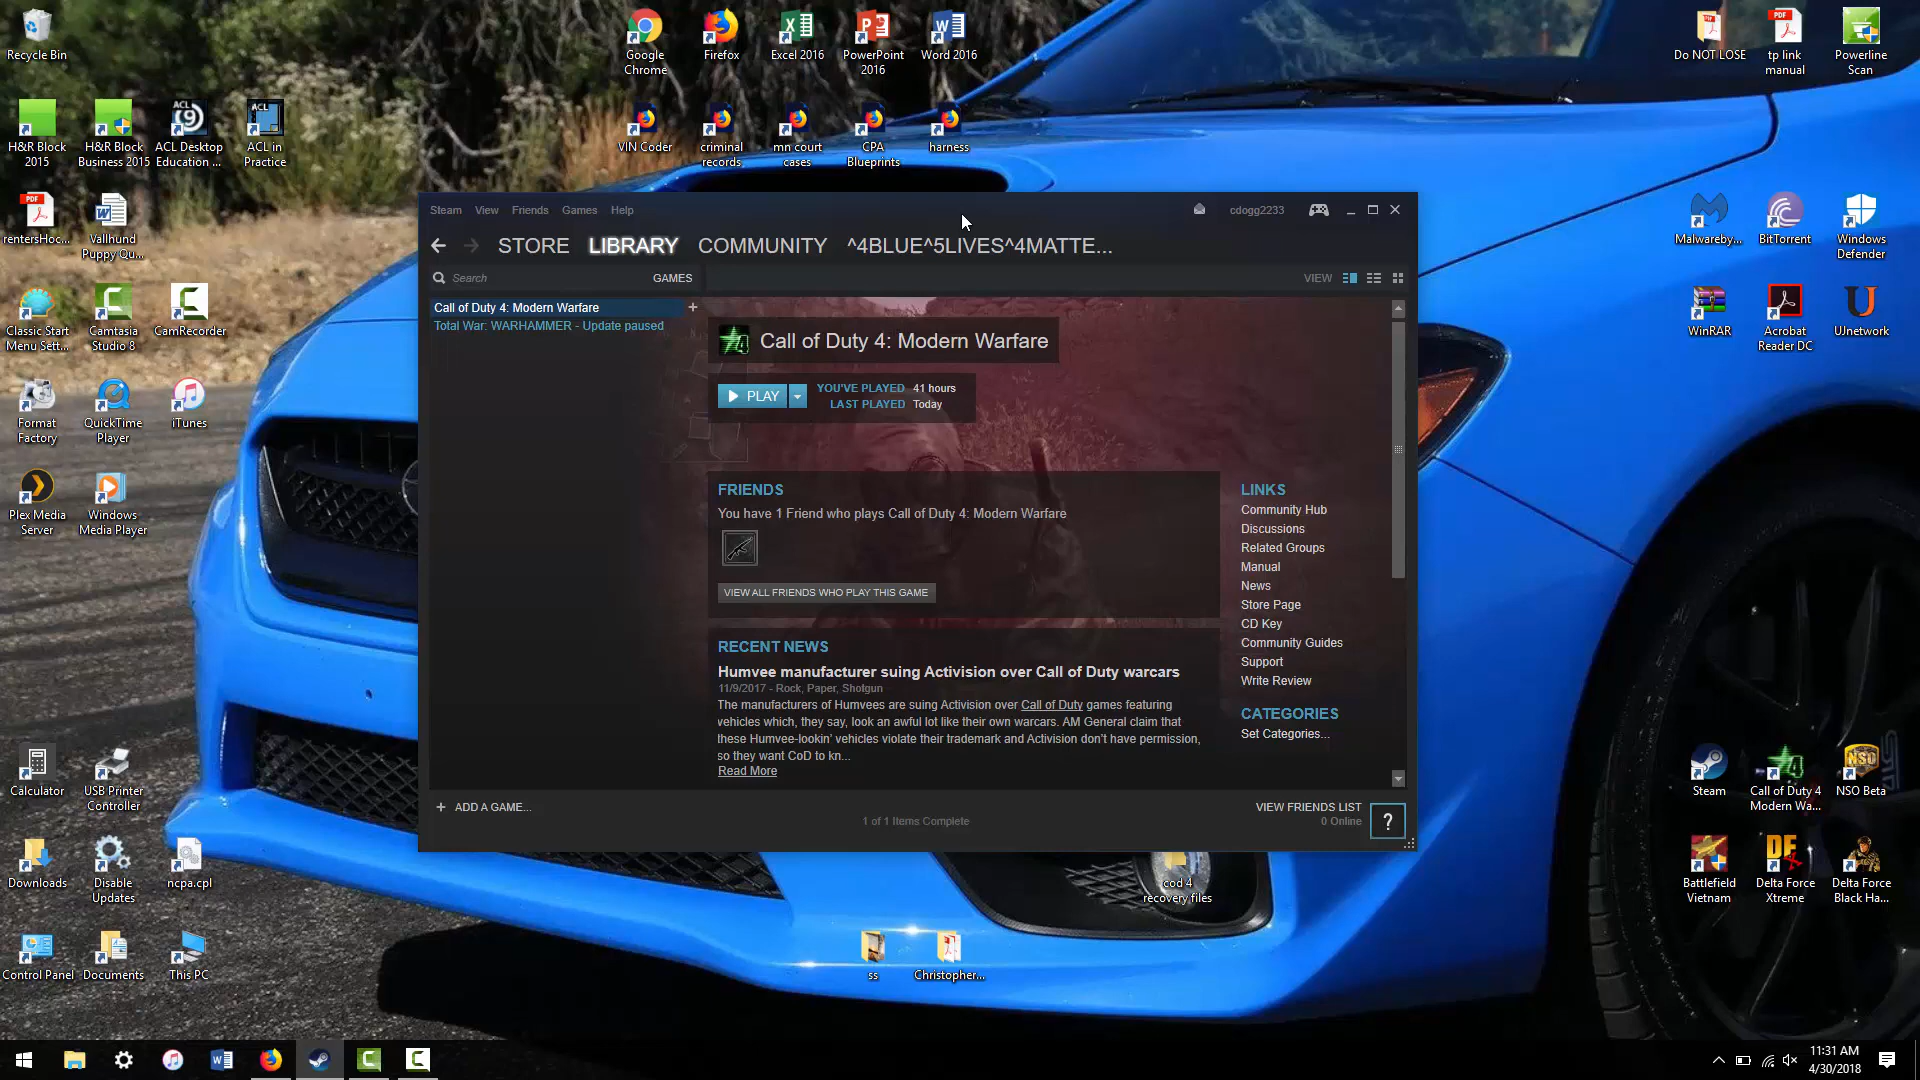 Recycle Bin
Google
Chrome
Firefox
Excel 2016
PowerPoint
2016
Word 2016
Do NOT LOSE
tp link
manual
Powerline
Scan
H&R Block
2015
H&R Block
Business 2015
ACL Desktop
Education ...
ACL in
Practice
VIN Coder
criminal
records
mn court
cases
CPA
Blueprints
harness
rentersHoc...
Vallhund
Puppy Qu...
Malwareby...
BitTorrent
Windows
Defender
Classic Start
Menu Sett...
Camtasia
Studio 8
CamRecorder
WinRAR
Acrobat
Reader DC
UJnetwork
Format
Factory
QuickTime
Player
iTunes
Plex Media
Server
Windows
Media Player
Steam View Friends Games Help
cdogg2233
STORE LIBRARY COMMUNITY ^4BLUE^5LIVES^4MATTE...
Search
GAMES
VIEW
Call of Duty 4: Modern Warfare
Total War: WARHAMMER - Update paused
Call of Duty 4: Modern Warfare
PLAY
YOU'VE PLAYED 41 hours
LAST PLAYED Today
FRIENDS
You have 1 Friend who plays Call of Duty 4: Modern Warfare
VIEW ALL FRIENDS WHO PLAY THIS GAME
LINKS
Community Hub
Discussions
Related Groups
Manual
News
Store Page
CD Key
Community Guides
Support
Write Review
CATEGORIES
Set Categories...
RECENT NEWS
Humvee manufacturer suing Activision over Call of Duty warcars
11/9/2017 - Rock, Paper, Shotgun
The manufacturers of Humvees are suing Activision over Call of Duty games featuring
vehicles which, they say, look an awful lot like their own warcars. AM General claim that
these Humvee-lookin' vehicles violate their trademark and Activision don't have permission,
so they want CoD to kn...
Read More
+ ADD A GAME...
1 of 1 Items Complete
VIEW FRIENDS LIST
0 Online
?
Calculator
USB Printer
Controller
Steam
Call of Duty 4
Modern Wa...
NSO Beta
Downloads
Disable
Updates
ncpa.cpl
cod 4
recovery files
Battlefield
Vietnam
Delta Force
Xtreme
Delta Force
Black Ha...
Control Panel
Documents
This PC
ss
Christopher...
11:31 AM
4/30/2018